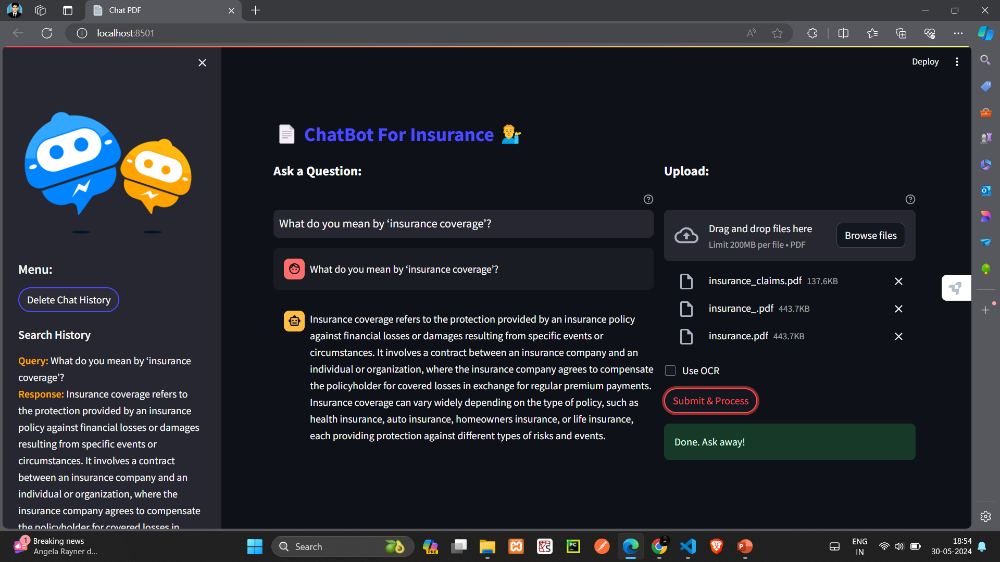 Chat PDF
localhost:8501
Deploy
ChatBot For Insurance
Ask a Question:
What do you mean by ‘insurance coverage’?
What do you mean by ‘insurance coverage’?
Insurance coverage refers to the protection provided by an insurance policy
against financial losses or damages resulting from specific events or
circumstances. It involves a contract between an insurance company and an
individual or organization, where the insurance company agrees to compensate
the policyholder for covered losses in exchange for regular premium payments.
Insurance coverage can vary widely depending on the type of policy, such as
health insurance, auto insurance, homeowners insurance, or life insurance,
each providing protection against different types of risks and events.
Upload:
Drag and drop files here
Limit 200MB per file • PDF
Browse files
insurance_claims.pdf 137.6KB
insurance_.pdf 443.7KB
insurance.pdf 443.7KB
Use OCR
Submit & Process
Done. Ask away!
Menu:
Delete Chat History
Search History
Query: What do you mean by ‘insurance
coverage’?
Response: Insurance coverage refers to
the protection provided by an insurance
policy against financial losses or damages
resulting from specific events or
circumstances. It involves a contract
between an insurance company and an
individual or organization, where the
insurance company agrees to compensate
the policyholder for covered losses in
1
Breaking news
Angela Rayner d...
Search
PRE
PC
P
ENG
IN
18:54
30-05-2024